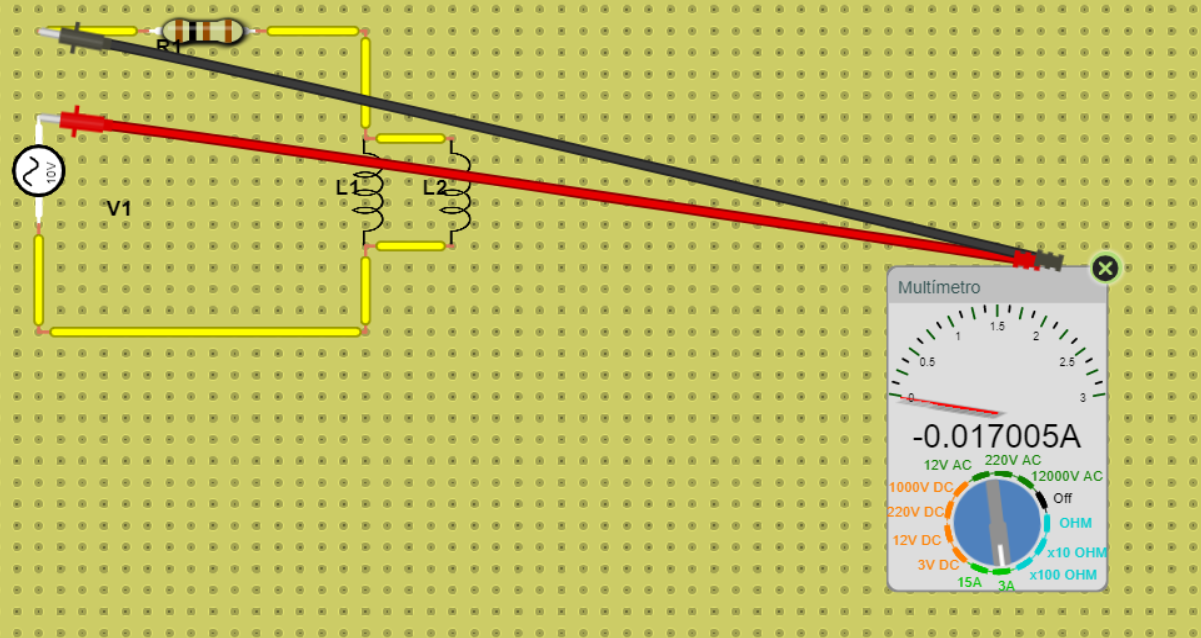 R1
10V
V1
L1
L2
Multímetro
0
0.5
1
1.5
2
2.5
3
-0.017005A
12V AC
220V AC
12000V AC
1000V DC
Off
220V DC
OHM
12V DC
x10 OHM
3V DC
x100 OHM
15A
3A